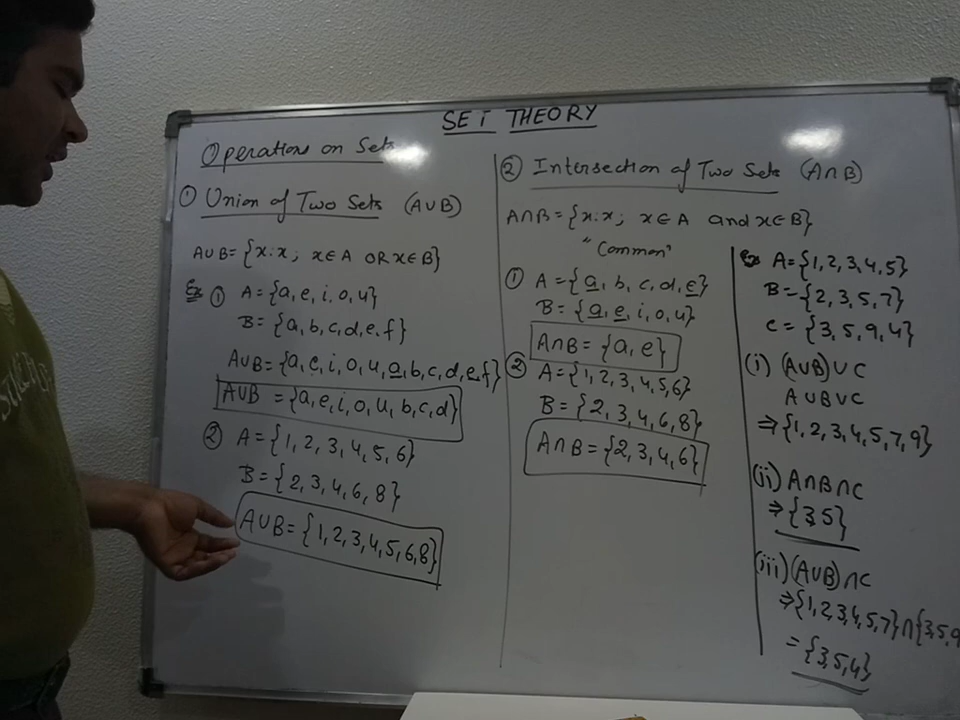 SET THEORY
Operation on Sets
① Union of Two Sets (A∪B)
A∪B = {x:x; x∈A OR x∈B}
Ex ① A = {a, e, i, o, u}
B = {a, b, c, d, e, f}
A∪B = {a, e, i, o, u, a, b, c, d, e, f}
A∪B = {a, e, i, o, u, b, c, d}
② A = {1, 2, 3, 4, 5, 6}
B = {2, 3, 4, 6, 8}
A∪B = {1, 2, 3, 4, 5, 6, 8}
② Intersection of Two Sets (A∩B)
A∩B = {x:x; x∈A and x∈B}
"Common"
① A = {a, b, c, d, e}
B = {a, e, i, o, u}
A∩B = {a, e}
② A = {1, 2, 3, 4, 5, 6}
B = {2, 3, 4, 6, 8}
A∩B = {2, 3, 4, 6}
Ex A = {1, 2, 3, 4, 5}
B = {2, 3, 5, 7}
C = {3, 5, 9, 4}
(i) (A∪B)∪C
A∪B∪C
⇒ {1, 2, 3, 4, 5, 7, 9}
(ii) A∩B∩C
⇒ {3, 5}
(iii) (A∪B)∩C
⇒ {1, 2, 3, 4, 5, 7} ∩ {3, 5, 9
= {3, 5, 4}